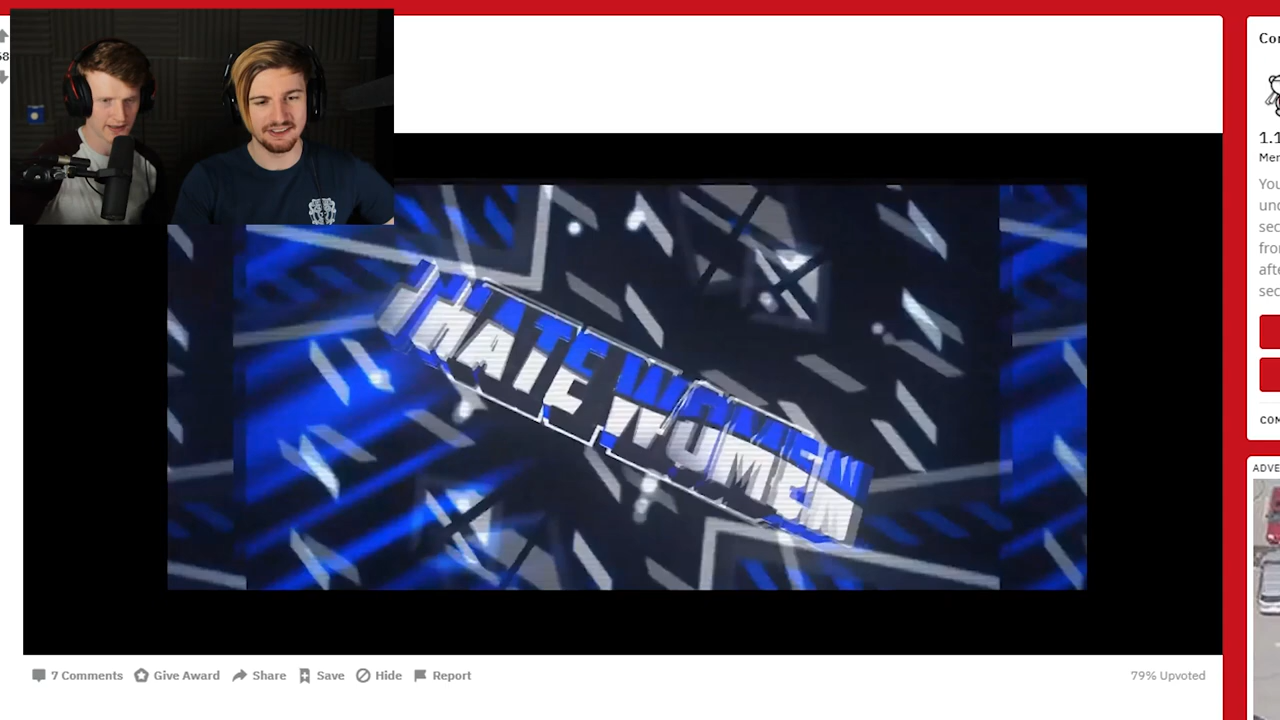 I HATE WOMEN
7 Comments
Give Award
Share
Save
Hide
Report
79% Upvoted